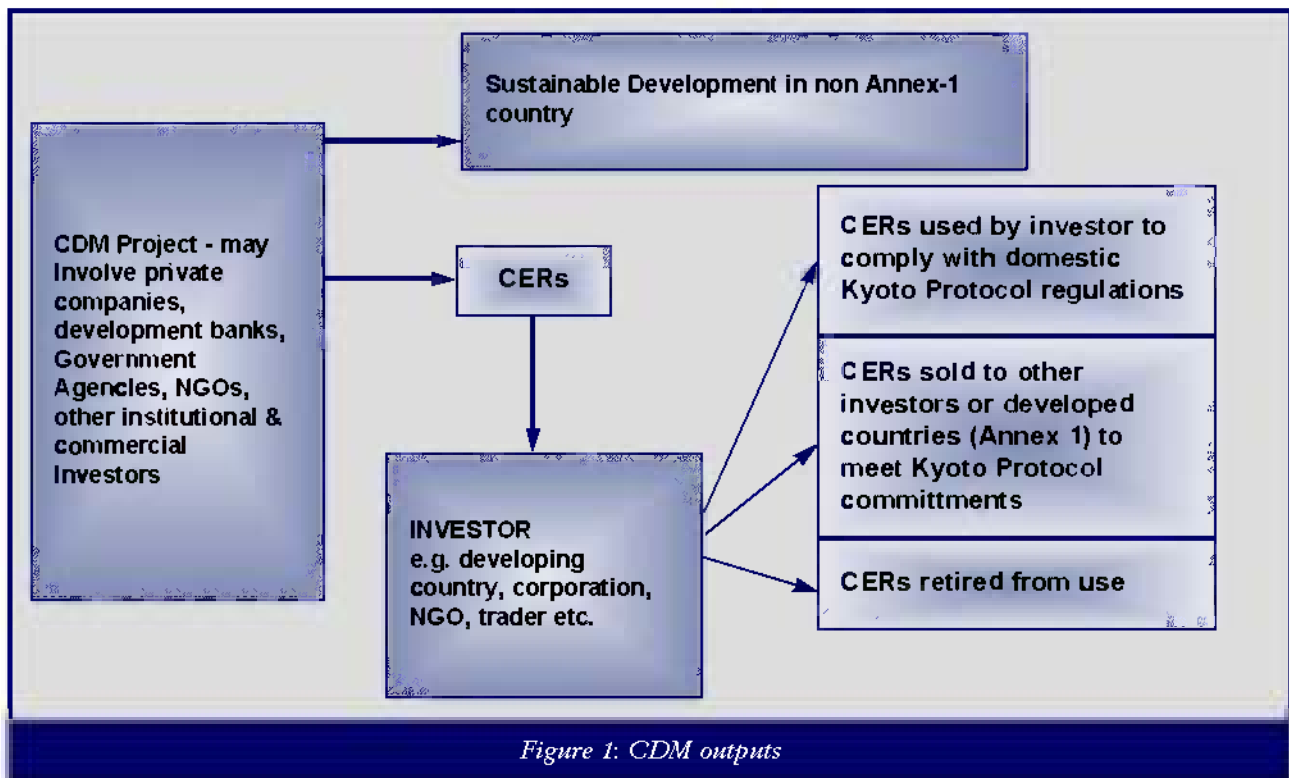 Sustainable Development in non Annex-1
country
CDM Project - may
Involve private
companies,
development banks,
Government
Agencies, NGOs,
other institutional &
commercial
Investors
CERs
INVESTOR
e.g. developing
country, corporation,
NGO, trader etc.
CERs used by investor to
comply with domestic
Kyoto Protocol regulations
CERs sold to other
investors or developed
countries (Annex 1) to
meet Kyoto Protocol
committments
CERs retired from use
Figure 1: CDM outputs